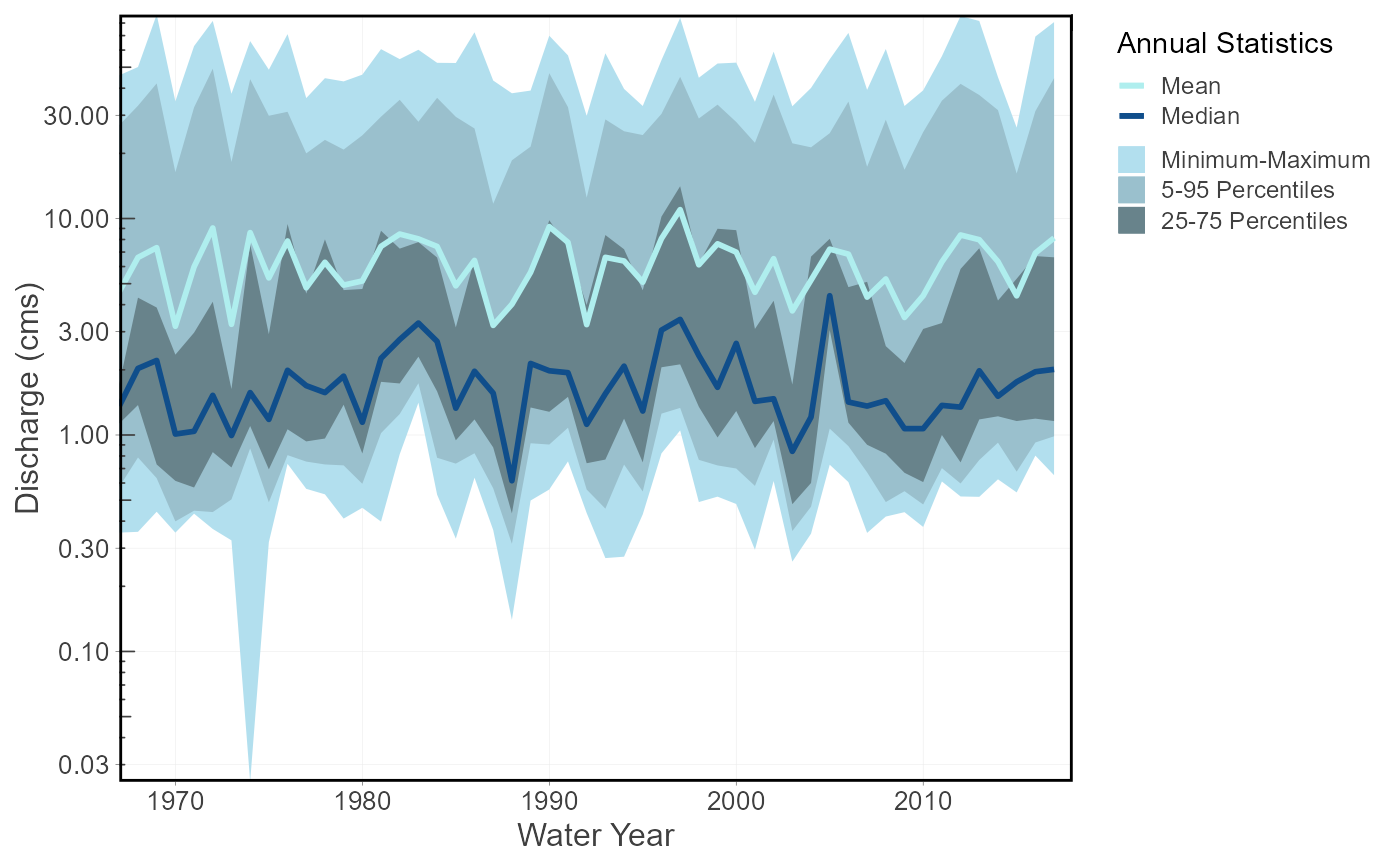 Annual Statistics
Mean
Median
Minimum-Maximum
5-95 Percentiles
25-75 Percentiles
Discharge (cms)
30.00
10.00
3.00
1.00
0.30
0.10
0.03
1970 1980 1990 2000 2010
Water Year